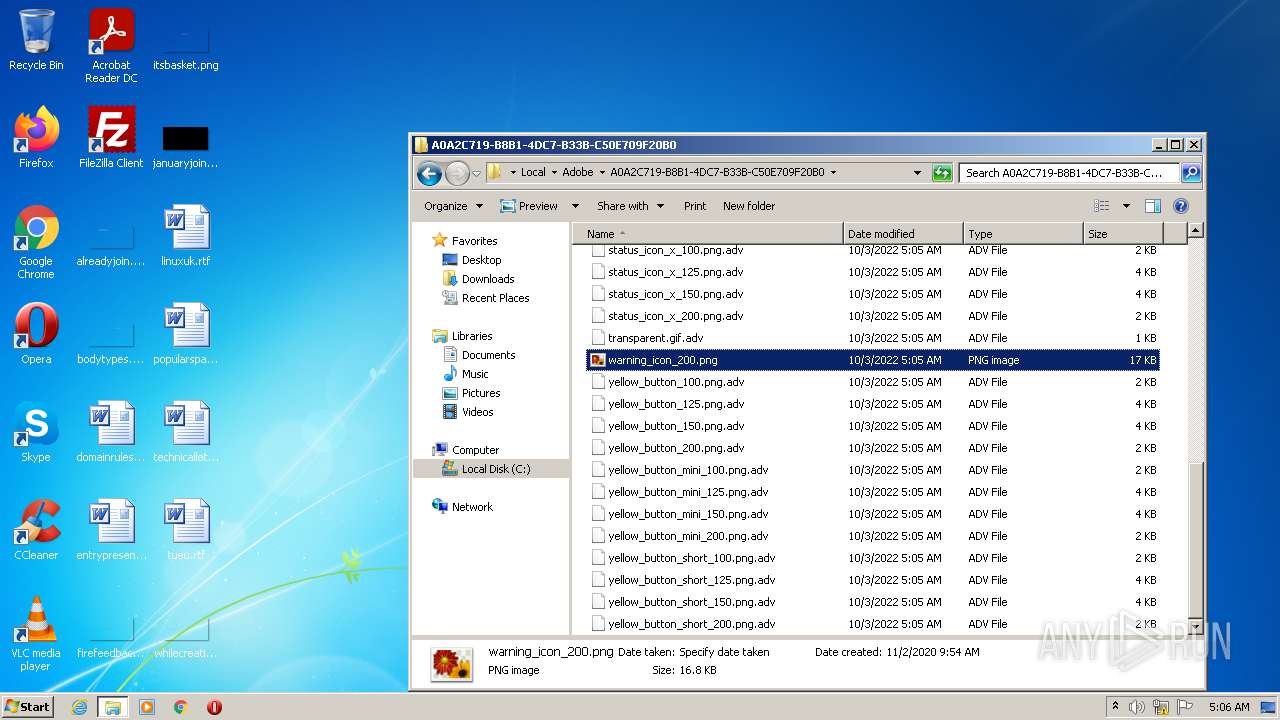 Recycle Bin
Acrobat
Reader DC
itsbasket.png
Firefox
FileZilla Client
januaryjoin...
Google
Chrome
alreadyjoin....
linuxuk.rtf
Opera
bodytypes....
popularspa...
Skype
domainrules...
technicallet...
CCleaner
entrypresen...
tueu.rtf
VLC media
player
firefeedbac...
whilecreati...
A0A2C719-B8B1-4DC7-B33B-C50E709F20B0
Local Adobe A0A2C719-B8B1-4DC7-B33B-C50E709F20B0
Search A0A2C719-B8B1-4DC7-B33B-C...
Organize Preview Share with Print New folder
Favorites
Desktop
Downloads
Recent Places
Libraries
Documents
Music
Pictures
Videos
Computer
Local Disk (C:)
Network
Name Date modified Type Size
status_icon_x_100.png.adv 10/3/2022 5:05 AM ADV File 2 KB
status_icon_x_125.png.adv 10/3/2022 5:05 AM ADV File 4 KB
status_icon_x_150.png.adv 10/3/2022 5:05 AM ADV File 4 KB
status_icon_x_200.png.adv 10/3/2022 5:05 AM ADV File 2 KB
transparent.gif.adv 10/3/2022 5:05 AM ADV File 1 KB
warning_icon_200.png 10/3/2022 5:05 AM PNG image 17 KB
yellow_button_100.png.adv 10/3/2022 5:05 AM ADV File 2 KB
yellow_button_125.png.adv 10/3/2022 5:05 AM ADV File 4 KB
yellow_button_150.png.adv 10/3/2022 5:05 AM ADV File 4 KB
yellow_button_200.png.adv 10/3/2022 5:05 AM ADV File 2 KB
yellow_button_mini_100.png.adv 10/3/2022 5:05 AM ADV File 2 KB
yellow_button_mini_125.png.adv 10/3/2022 5:05 AM ADV File 4 KB
yellow_button_mini_150.png.adv 10/3/2022 5:05 AM ADV File 4 KB
yellow_button_mini_200.png.adv 10/3/2022 5:05 AM ADV File 2 KB
yellow_button_short_100.png.adv 10/3/2022 5:05 AM ADV File 2 KB
yellow_button_short_125.png.adv 10/3/2022 5:05 AM ADV File 4 KB
yellow_button_short_150.png.adv 10/3/2022 5:05 AM ADV File 4 KB
yellow_button_short_200.png.adv 10/3/2022 5:05 AM ADV File 2 KB
warning_icon_200.png Date taken: Specify date taken Date created: 11/2/2020 9:54 AM
PNG image Size: 16.8 KB
ANY RUN
Start
5:06 AM